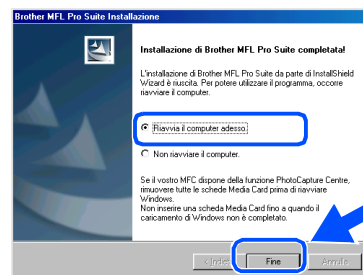 Brother MFL Pro Suite Installazione
Installazione di Brother MFL Pro Suite completata!
L'installazione di Brother MFL Pro Suite da parte di InstallShield
Wizard è riuscita. Per potere utilizzare il programma, occorre
riavviare il computer.
Riavvia il computer adesso.
Non riavviare il computer.
Se il vostro MFC dispone della funzione PhotoCapture Centre,
rimuovere tutte le schede Media Card prima di riavviare
Windows.
Non inserire una scheda Media Card fino a quando il
caricamento di Windows non è completato.
Fine
Annulla